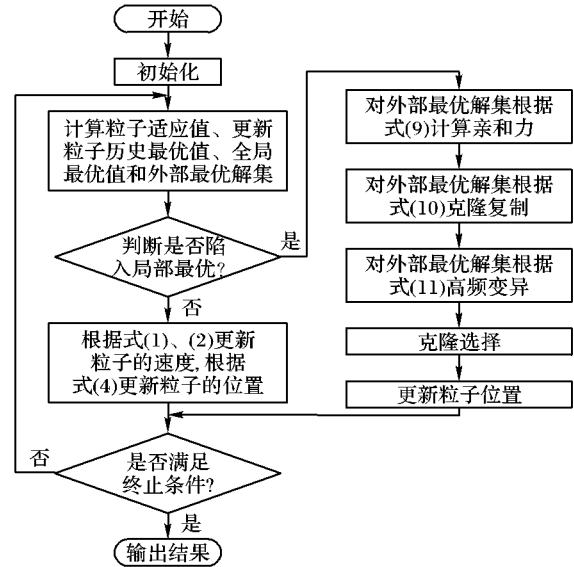 开始
初始化
计算粒子适应值、更新
粒子历史最优值、全局
最优值和外部最优解集
判断是否陷
入局部最优?
是
否
根据式(1)、(2)更新
粒子的速度,根据
式(4)更新粒子的位置
对外部最优解集根据
式(9)计算亲和力
对外部最优解集根据
式(10)克隆复制
对外部最优解集根据
式(11)高频变异
克隆选择
更新粒子位置
否
是否满足
终止条件?
是
输出结果